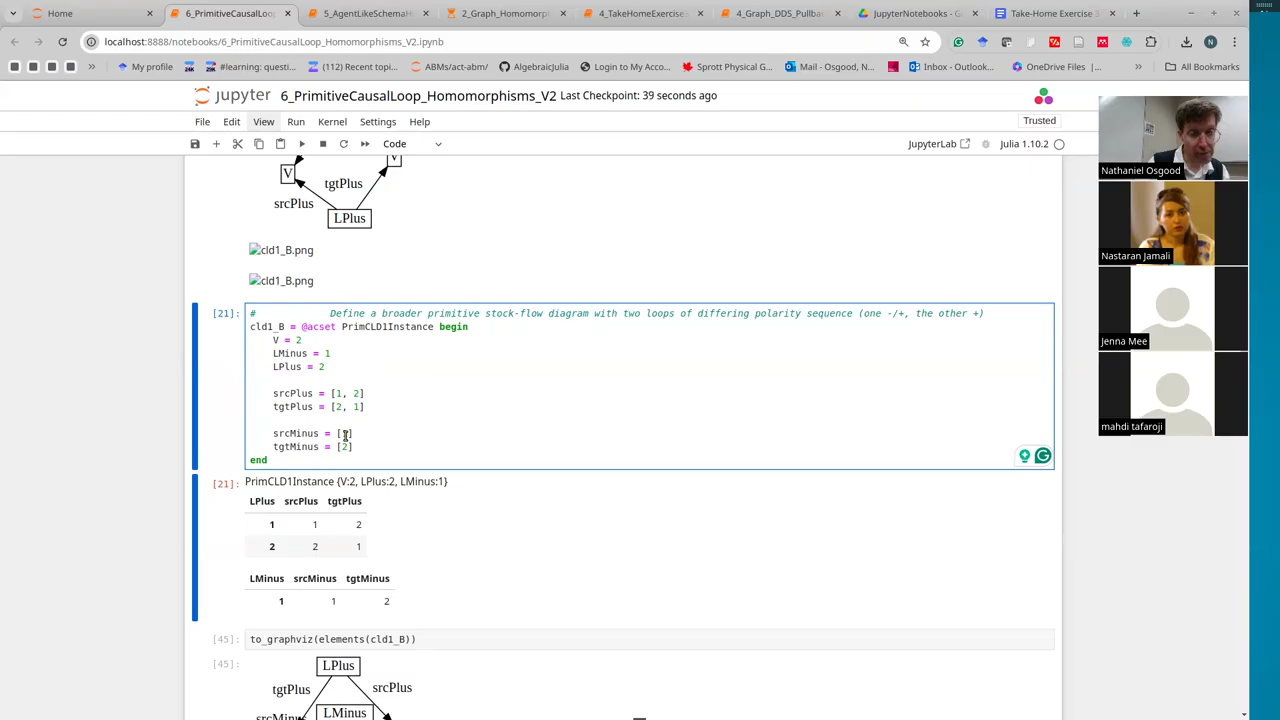 Home
6_PrimitiveCausalLoop
5_AgentLikeSchema
2_Graph_Homomorp
4_TakeHomeExercise
4_Graph_DDS_Pullba
JupyterNotebooks - Goo
Take-Home Exercise
localhost:8888/notebooks/6_PrimitiveCausalLoop_Homomorphisms_V2.ipynb
My profile
#learning: questi...
(112) Recent topi...
ABMs/act-abm/
AlgebraicJulia
Login to MyLang...
Sprott Physical G...
Mail - Osgood, N...
Inbox - Outlook...
OneDrive Files, |
All Bookmarks
jupyter 6_PrimitiveCausalLoop_Homomorphisms_V2 Last Checkpoint: 39 seconds ago
File Edit View Run Kernel Settings Help
Trusted
Code
JupyterLab
Julia 1.10.2
V
V
tgtPlus
srcPlus
LPlus
cld1_B.png
cld1_B.png
[21]:
# Define a broader primitive stock-flow diagram with two loops of differing polarity sequence (one -/+, the other +)
cld1_B = @acset PrimCLD1Instance begin
V = 2
LMinus = 1
LPlus = 2
srcPlus = [1, 2]
tgtPlus = [2, 1]
srcMinus = [ ]
tgtMinus = [2]
end
[21]:
PrimCLD1Instance {V:2, LPlus:2, LMinus:1}
LPlus srcPlus tgtPlus
1 1 2
2 2 1
LMinus srcMinus tgtMinus
1 1 2
[45]:
to_graphviz(elements(cld1_B))
[45]:
LPlus
tgtPlus
srcPlus
LMinus
srcMinu
Nathaniel Osgood
Nastaran Jamali
Jenna Mee
mahdi tafaroji